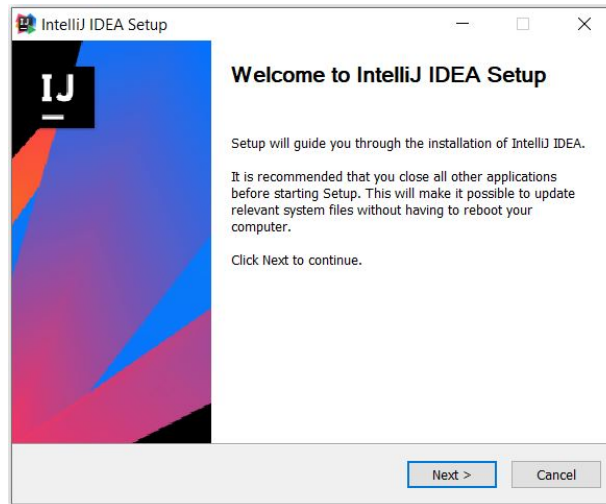 IntelliJ IDEA Setup
IJ
Welcome to IntelliJ IDEA Setup
Setup will guide you through the installation of IntelliJ IDEA.
It is recommended that you close all other applications
before starting Setup. This will make it possible to update
relevant system files without having to reboot your
computer.
Click Next to continue.
Next >
Cancel